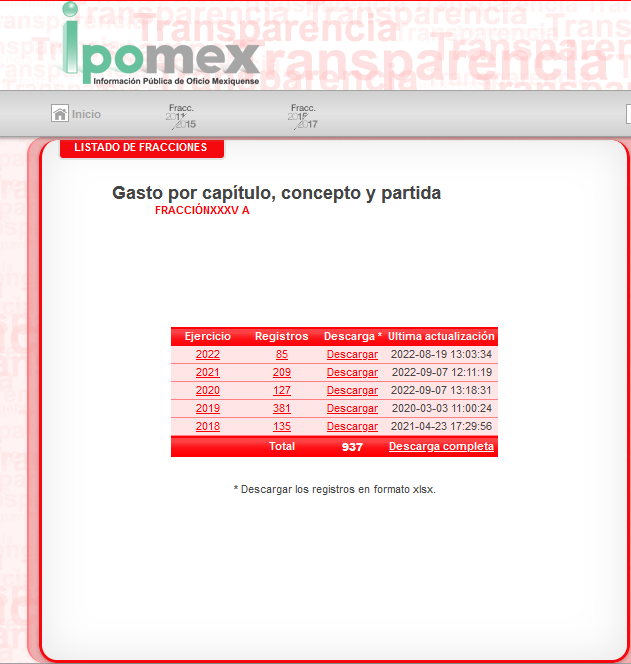 Transparencia
ipomex
Información Pública de Oficio Mexiquense
Inicio
Fracc.
2015
Fracc.
2017
LISTADO DE FRACCIONES
Gasto por capítulo, concepto y partida
FRACCIÓNXXXV A
Ejercicio Registros Descarga * Ultima actualización
2022 85 Descargar 2022-08-19 13:03:34
2021 209 Descargar 2022-09-07 12:11:19
2020 127 Descargar 2022-09-07 13:18:31
2019 381 Descargar 2020-03-03 11:00:24
2018 135 Descargar 2021-04-23 17:29:56
Total 937 Descarga completa
* Descargar los registros en formato xlsx.